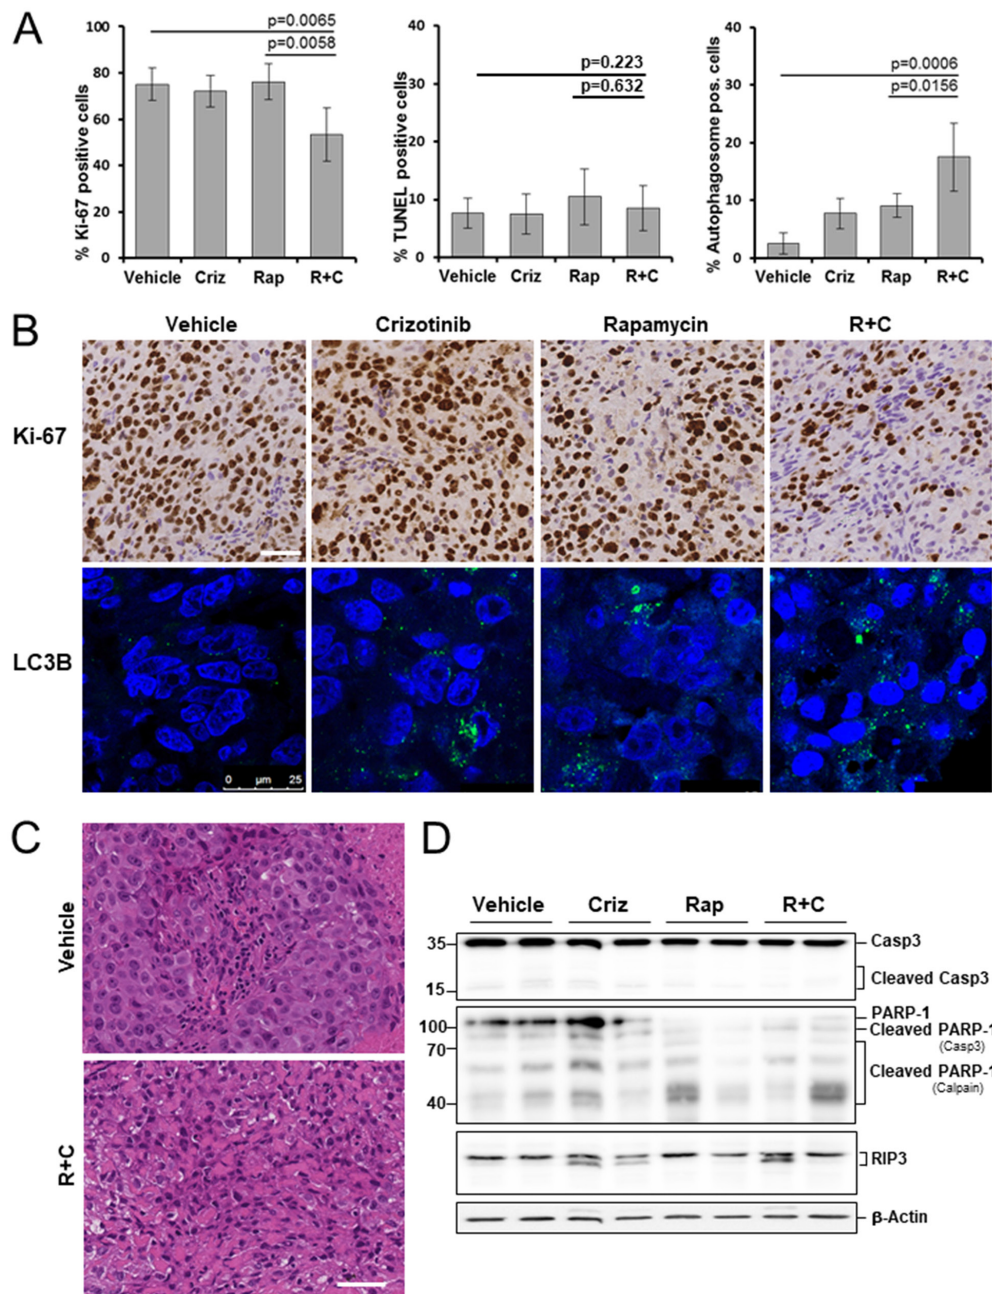 A
% Ki-67 positive cells
100
80
60
40
20
0
p=0.0065
p=0.0058
Vehicle Criz Rap R+C
% TUNEL positive cells
40
30
20
10
0
p=0.223
p=0.632
Vehicle Criz Rap R+C
% Autophagosome pos. cells
40
30
20
10
0
p=0.0006
p=0.0156
Vehicle Criz Rap R+C
B
Vehicle Crizotinib Rapamycin R+C
Ki-67
LC3B
0 µm 25
C
Vehicle
R+C
D
Vehicle Criz Rap R+C
35
15
Casp3
Cleaved Casp3
100
70
40
PARP-1
Cleaved PARP-1
(Casp3)
Cleaved PARP-1
(Calpain)
RIP3
β-Actin